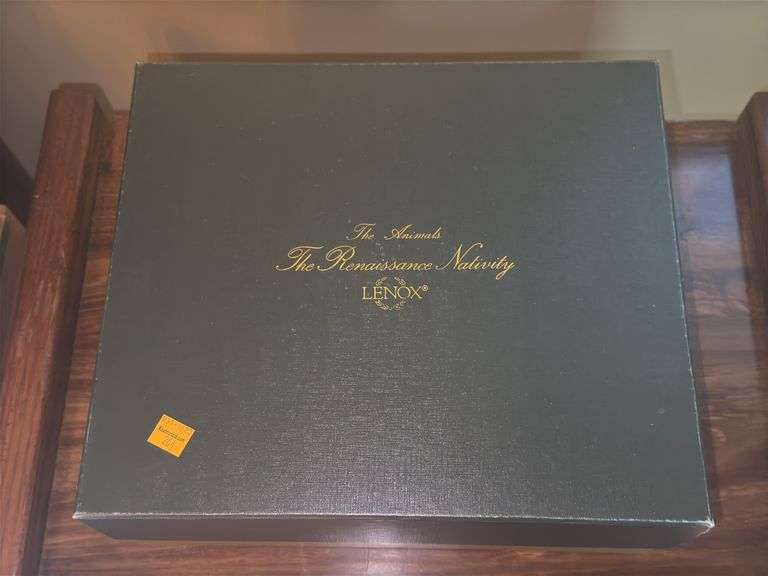 The Animals
The Renaissance Nativity
LENOX®